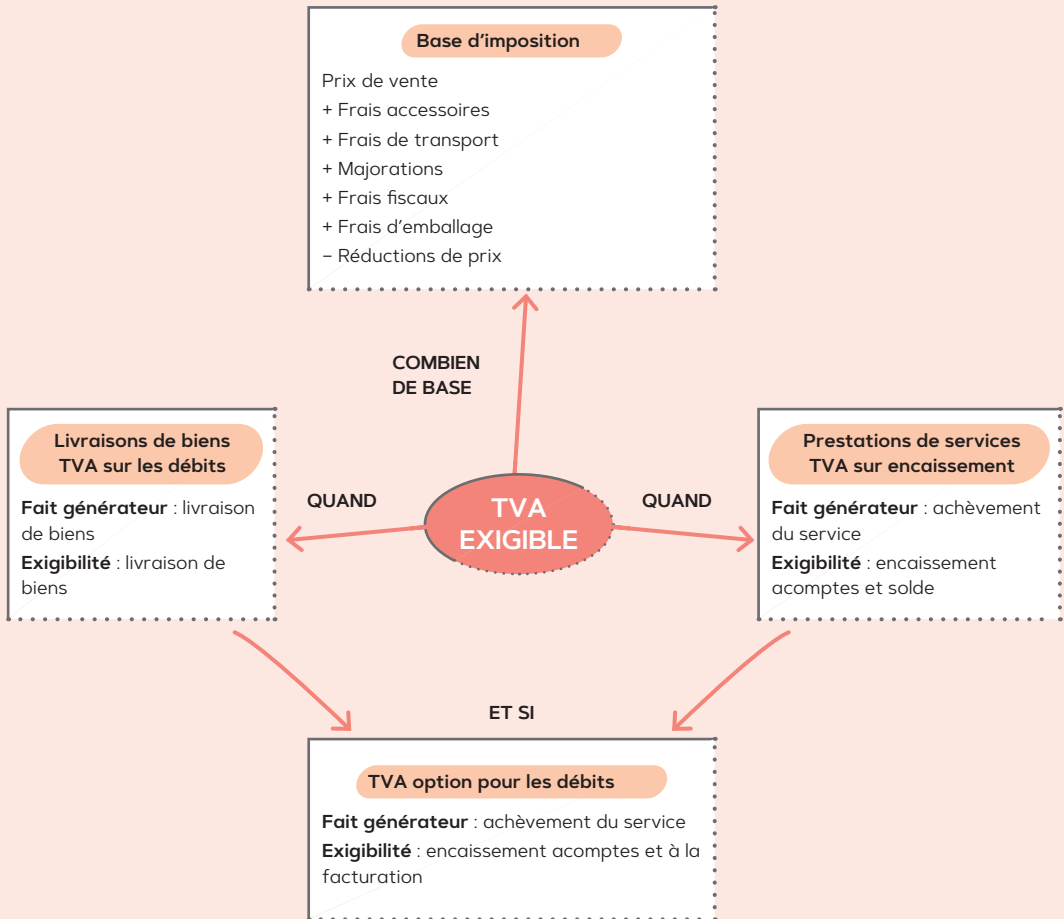 Base d’imposition
Prix de vente
+ Frais accessoires
+ Frais de transport
+ Majorations
+ Frais fiscaux
+ Frais d’emballage
– Réductions de prix
COMBIEN
DE BASE
Livraisons de biens
TVA sur les débits
Fait générateur : livraison
de biens
Exigibilité : livraison de
biens
QUAND
TVA
EXIGIBLE
QUAND
Prestations de services
TVA sur encaissement
Fait générateur : achèvement
du service
Exigibilité : encaissement
acomptes et solde
ET SI
TVA option pour les débits
Fait générateur : achèvement du service
Exigibilité : encaissement acomptes et à la
facturation